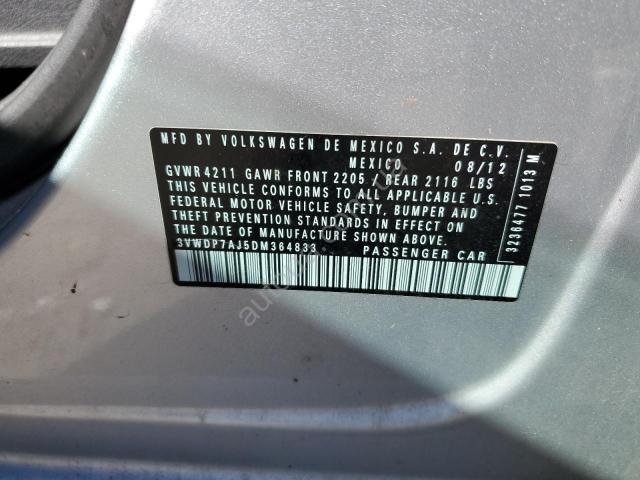 MFD BY VOLKSWAGEN DE MEXICO S.A. DE C.V.
MEXICO 08/12
GVWR 4211 GAWR FRONT 2205 / REAR 2116 LBS
THIS VEHICLE CONFORMS TO ALL APPLICABLE U.S.
FEDERAL MOTOR VEHICLE SAFETY, BUMPER AND
THEFT PREVENTION STANDARDS IN EFFECT ON
THE DATE OF MANUFACTURE SHOWN ABOVE.
3VWDP7AJ5DM364833 PASSENGER CAR
3236477 1013 M